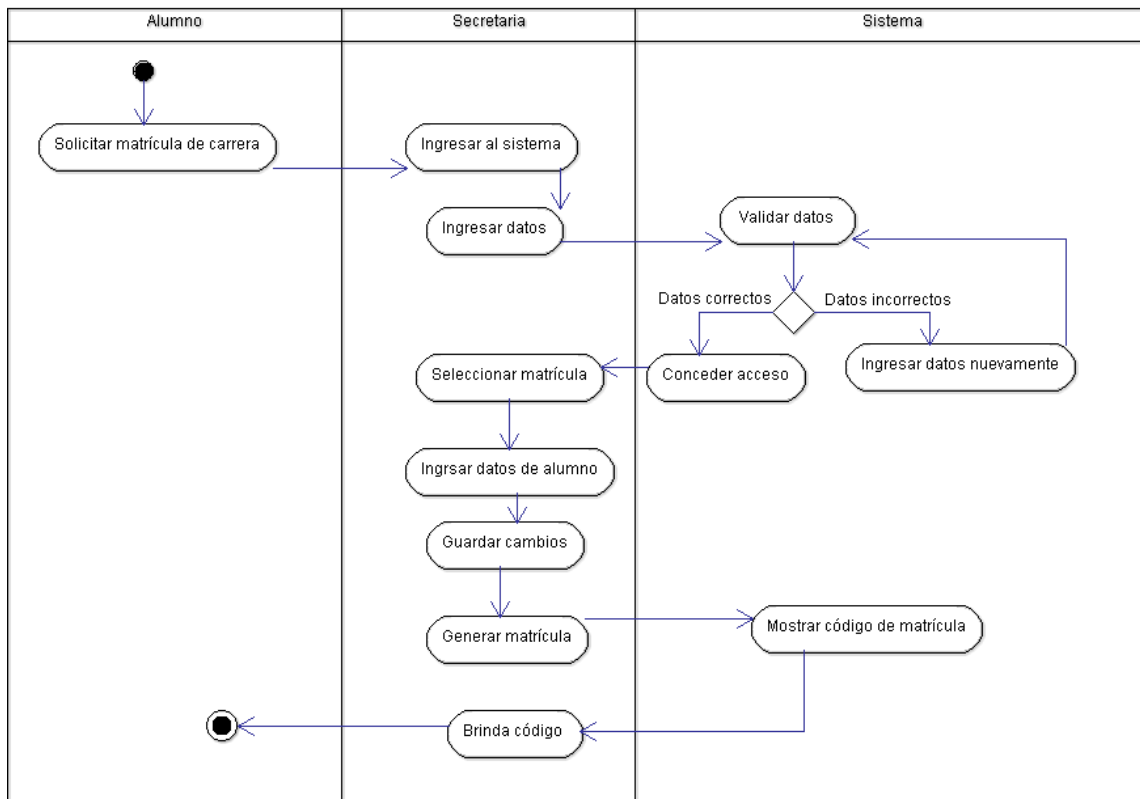 Alumno
Secretaria
Sistema
Solicitar matrícula de carrera
Ingresar al sistema
Ingresar datos
Validar datos
Datos correctos
Datos incorrectos
Seleccionar matrícula
Conceder acceso
Ingresar datos nuevamente
Ingrsar datos de alumno
Guardar cambios
Generar matrícula
Mostrar código de matrícula
Brinda código